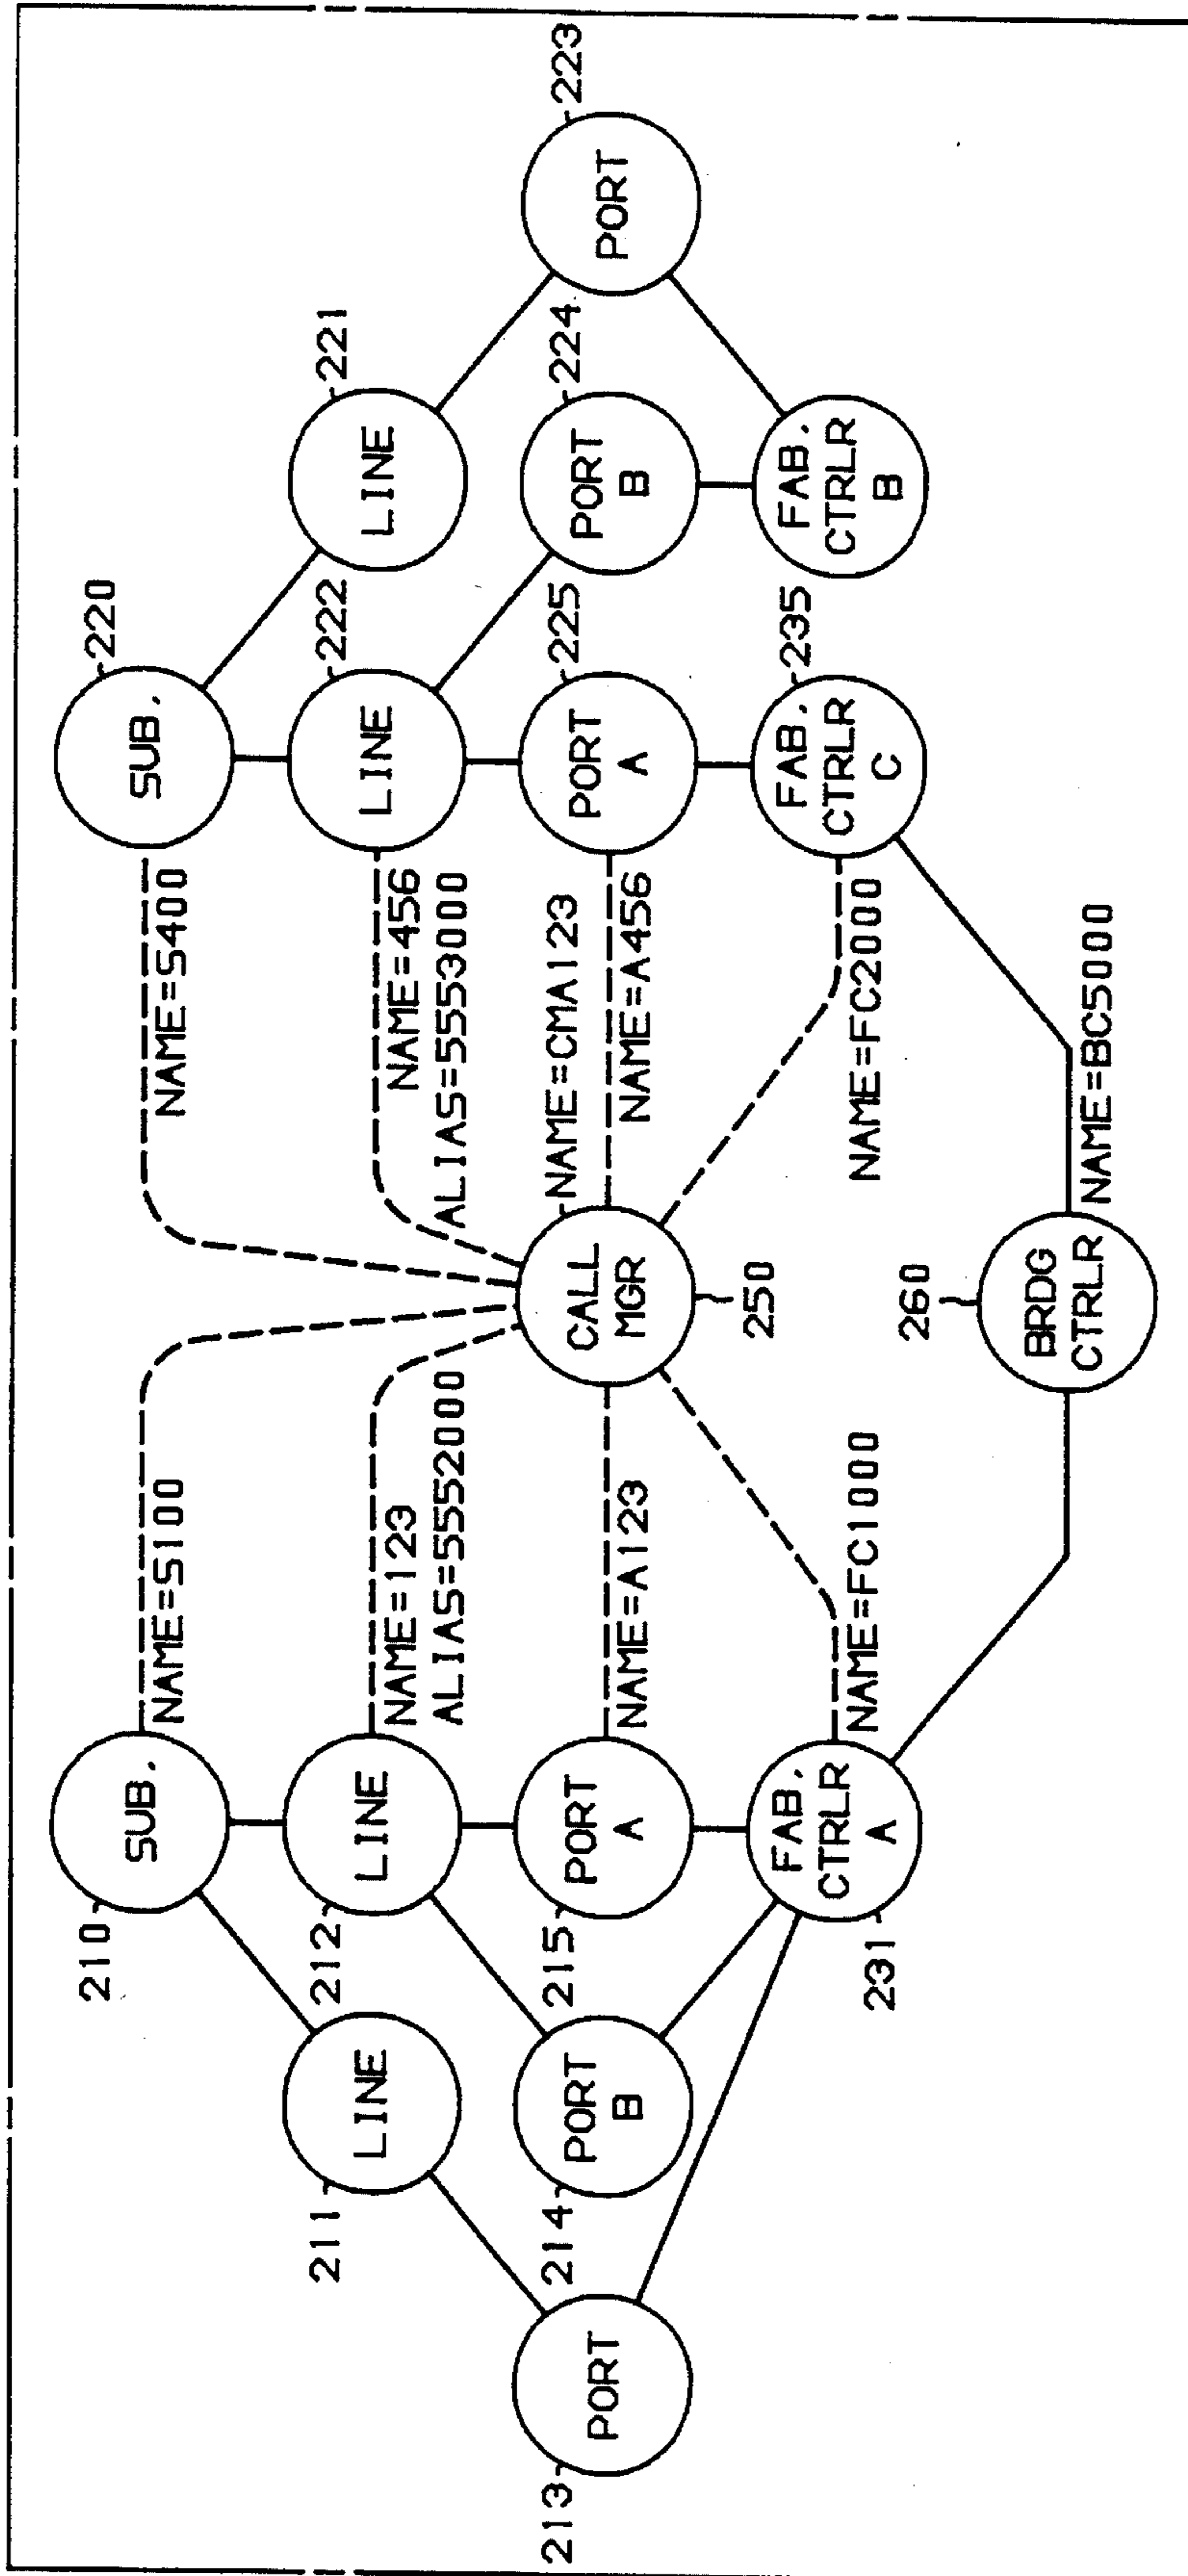 210
SUB.
NAME=S100
NAME=S400
SUB.
220
211
LINE
212
LINE
NAME=123
ALIAS=5552000
NAME=456
ALIAS=5553000
LINE
222
LINE
221
213
PORT
214
PORT
B
215
PORT
A
NAME=A123
CALL
MGR
250
NAME=CMA123
NAME=A456
PORT
A
225
PORT
B
224
PORT
223
231
FAB.
CTRLR
A
NAME=FC1000
NAME=FC2000
FAB.
CTRLR
C
235
FAB.
CTRLR
B
260
BRDG
CTRLR
NAME=BC5000